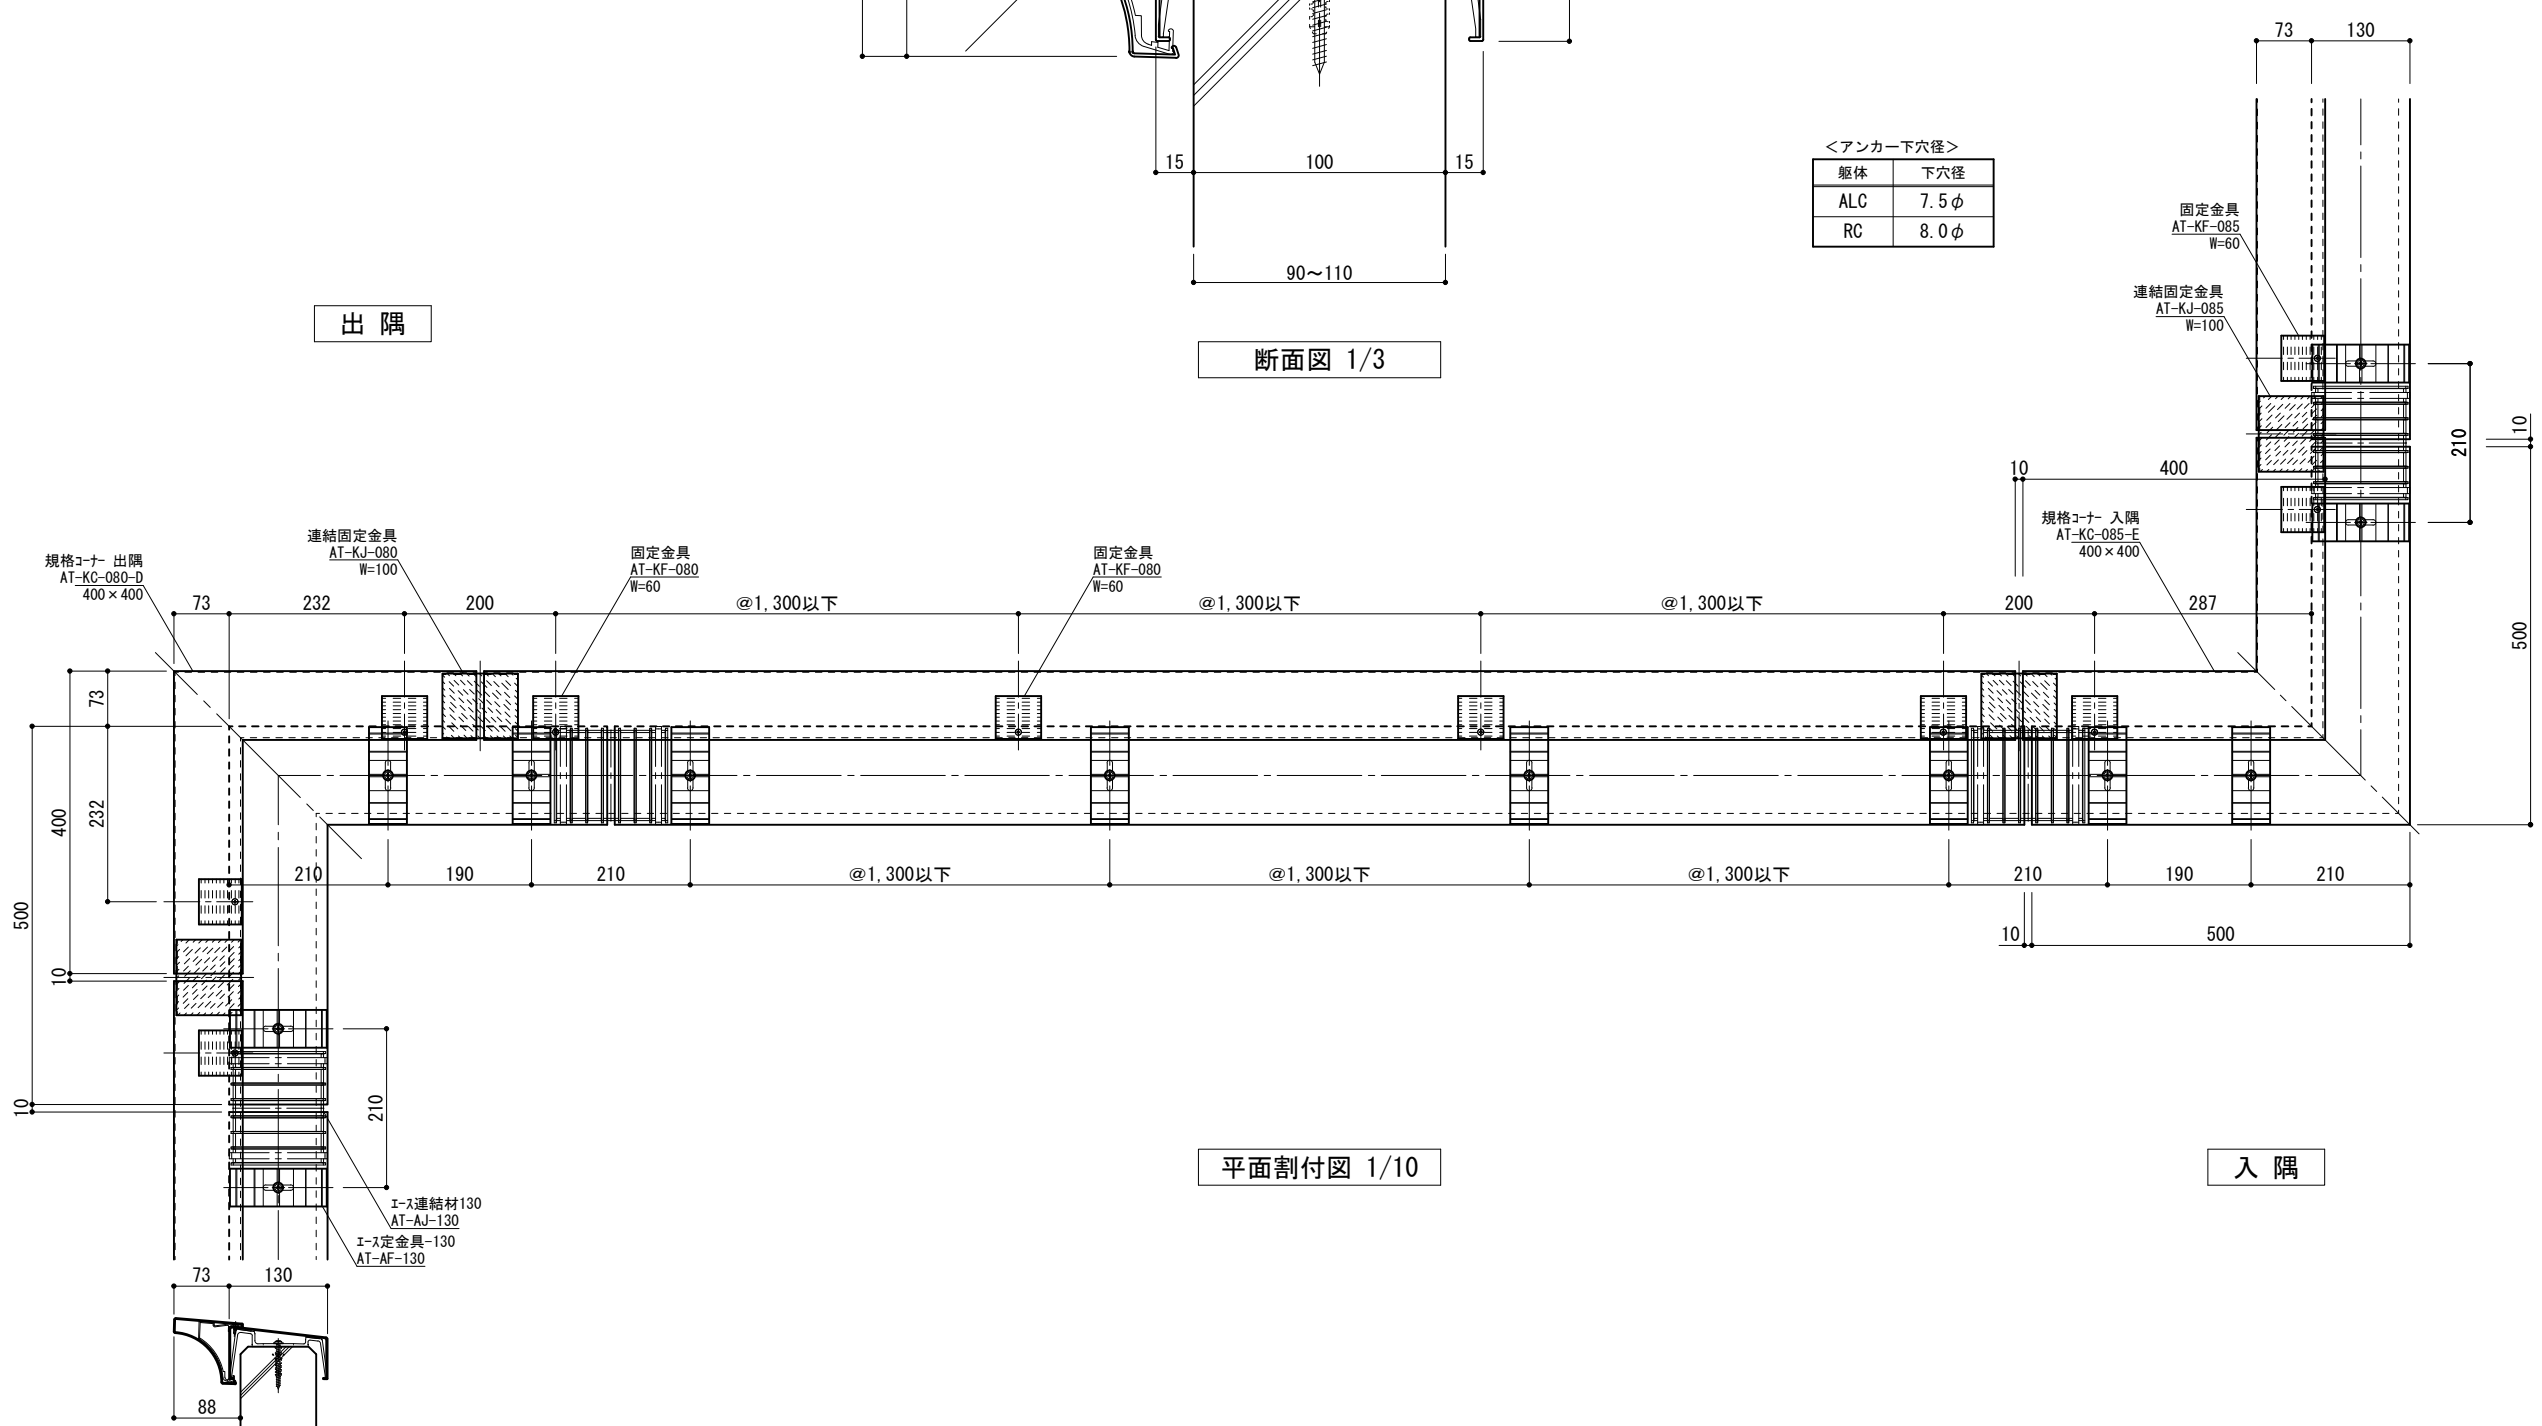 73
130
15
100
15
90～110
＜アンカー下穴径＞
躯体 下穴径
ALC 7.5φ
RC 8.0φ
出 隅
断面図 1/3
固定金具
AT-KF-085
W=60
連結固定金具
AT-KJ-085
W=100
10
210
500
10
400
規格コーナー 入隅
AT-KC-085-E
400×400
規格コーナー 出隅
AT-KC-080-D
400×400
連結固定金具
AT-KJ-080
W=100
固定金具
AT-KF-080
W=60
固定金具
AT-KF-080
W=60
73
232
200
@1,300以下
@1,300以下
@1,300以下
200
287
73
232
400
10
500
10
210
190
210
@1,300以下
@1,300以下
@1,300以下
210
190
210
10
500
210
平面割付図 1/10
入 隅
エース連結材130
AT-AJ-130
エース定金具-130
AT-AF-130
73
130
88